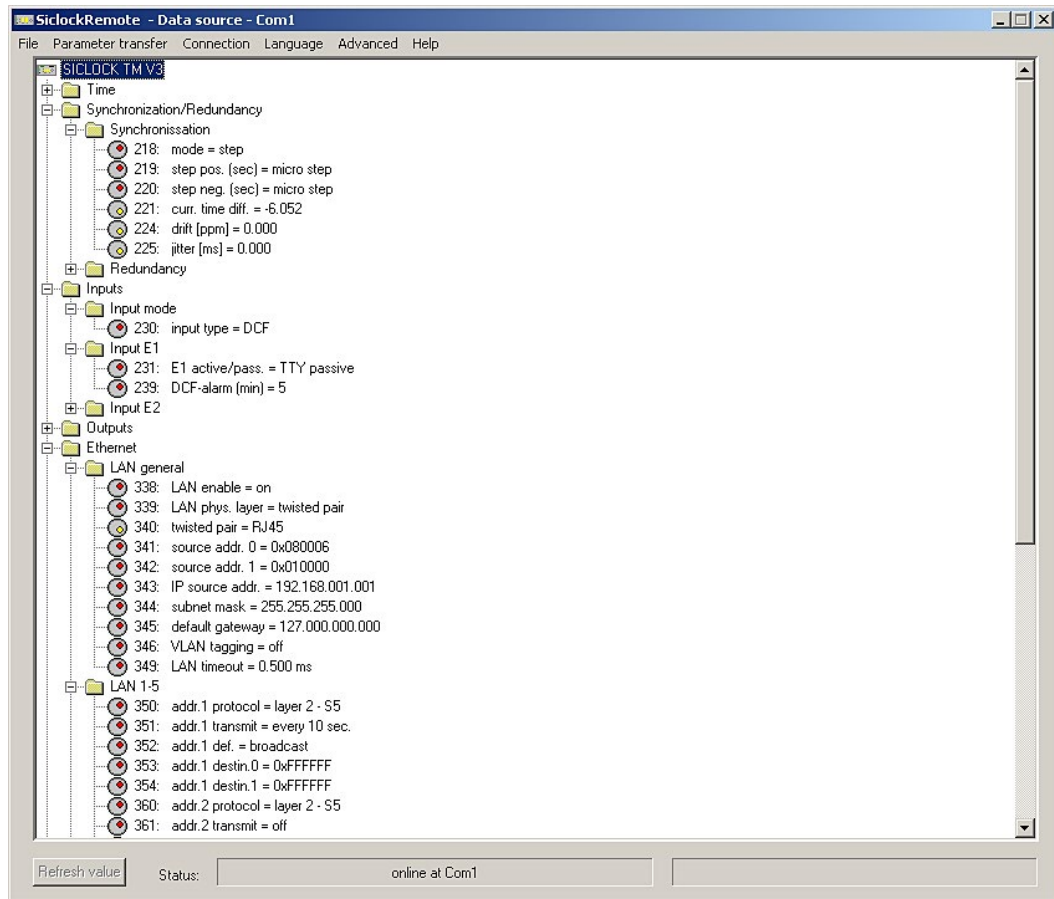 SiclockRemote - Data source - Com1
File Parameter transfer Connection Language Advanced Help
SICLOCK TM V3
Time
Synchronization/Redundancy
Synchronissation
218: mode = step
219: step pos. (sec) = micro step
220: step neg. (sec) = micro step
221: curr. time diff. = -6.052
224: drift [ppm] = 0.000
225: jitter [ms] = 0.000
Redundancy
Inputs
Input mode
230: input type = DCF
Input E1
231: E1 active/pass. = TTY passive
239: DCF-alarm (min) = 5
Input E2
Outputs
Ethernet
LAN general
338: LAN enable = on
339: LAN phys. layer = twisted pair
340: twisted pair = RJ45
341: source addr. 0 = 0x080006
342: source addr. 1 = 0x010000
343: IP source addr. = 192.168.001.001
344: subnet mask = 255.255.255.000
345: default gateway = 127.000.000.000
346: VLAN tagging = off
349: LAN timeout = 0.500 ms
LAN 1-5
350: addr.1 protocol = layer 2 - S5
351: addr.1 transmit = every 10 sec.
352: addr.1 def. = broadcast
353: addr.1 destin.0 = 0xFFFFFF
354: addr.1 destin.1 = 0xFFFFFF
360: addr.2 protocol = layer 2 - S5
361: addr.2 transmit = off
Refresh value Status: online at Com1